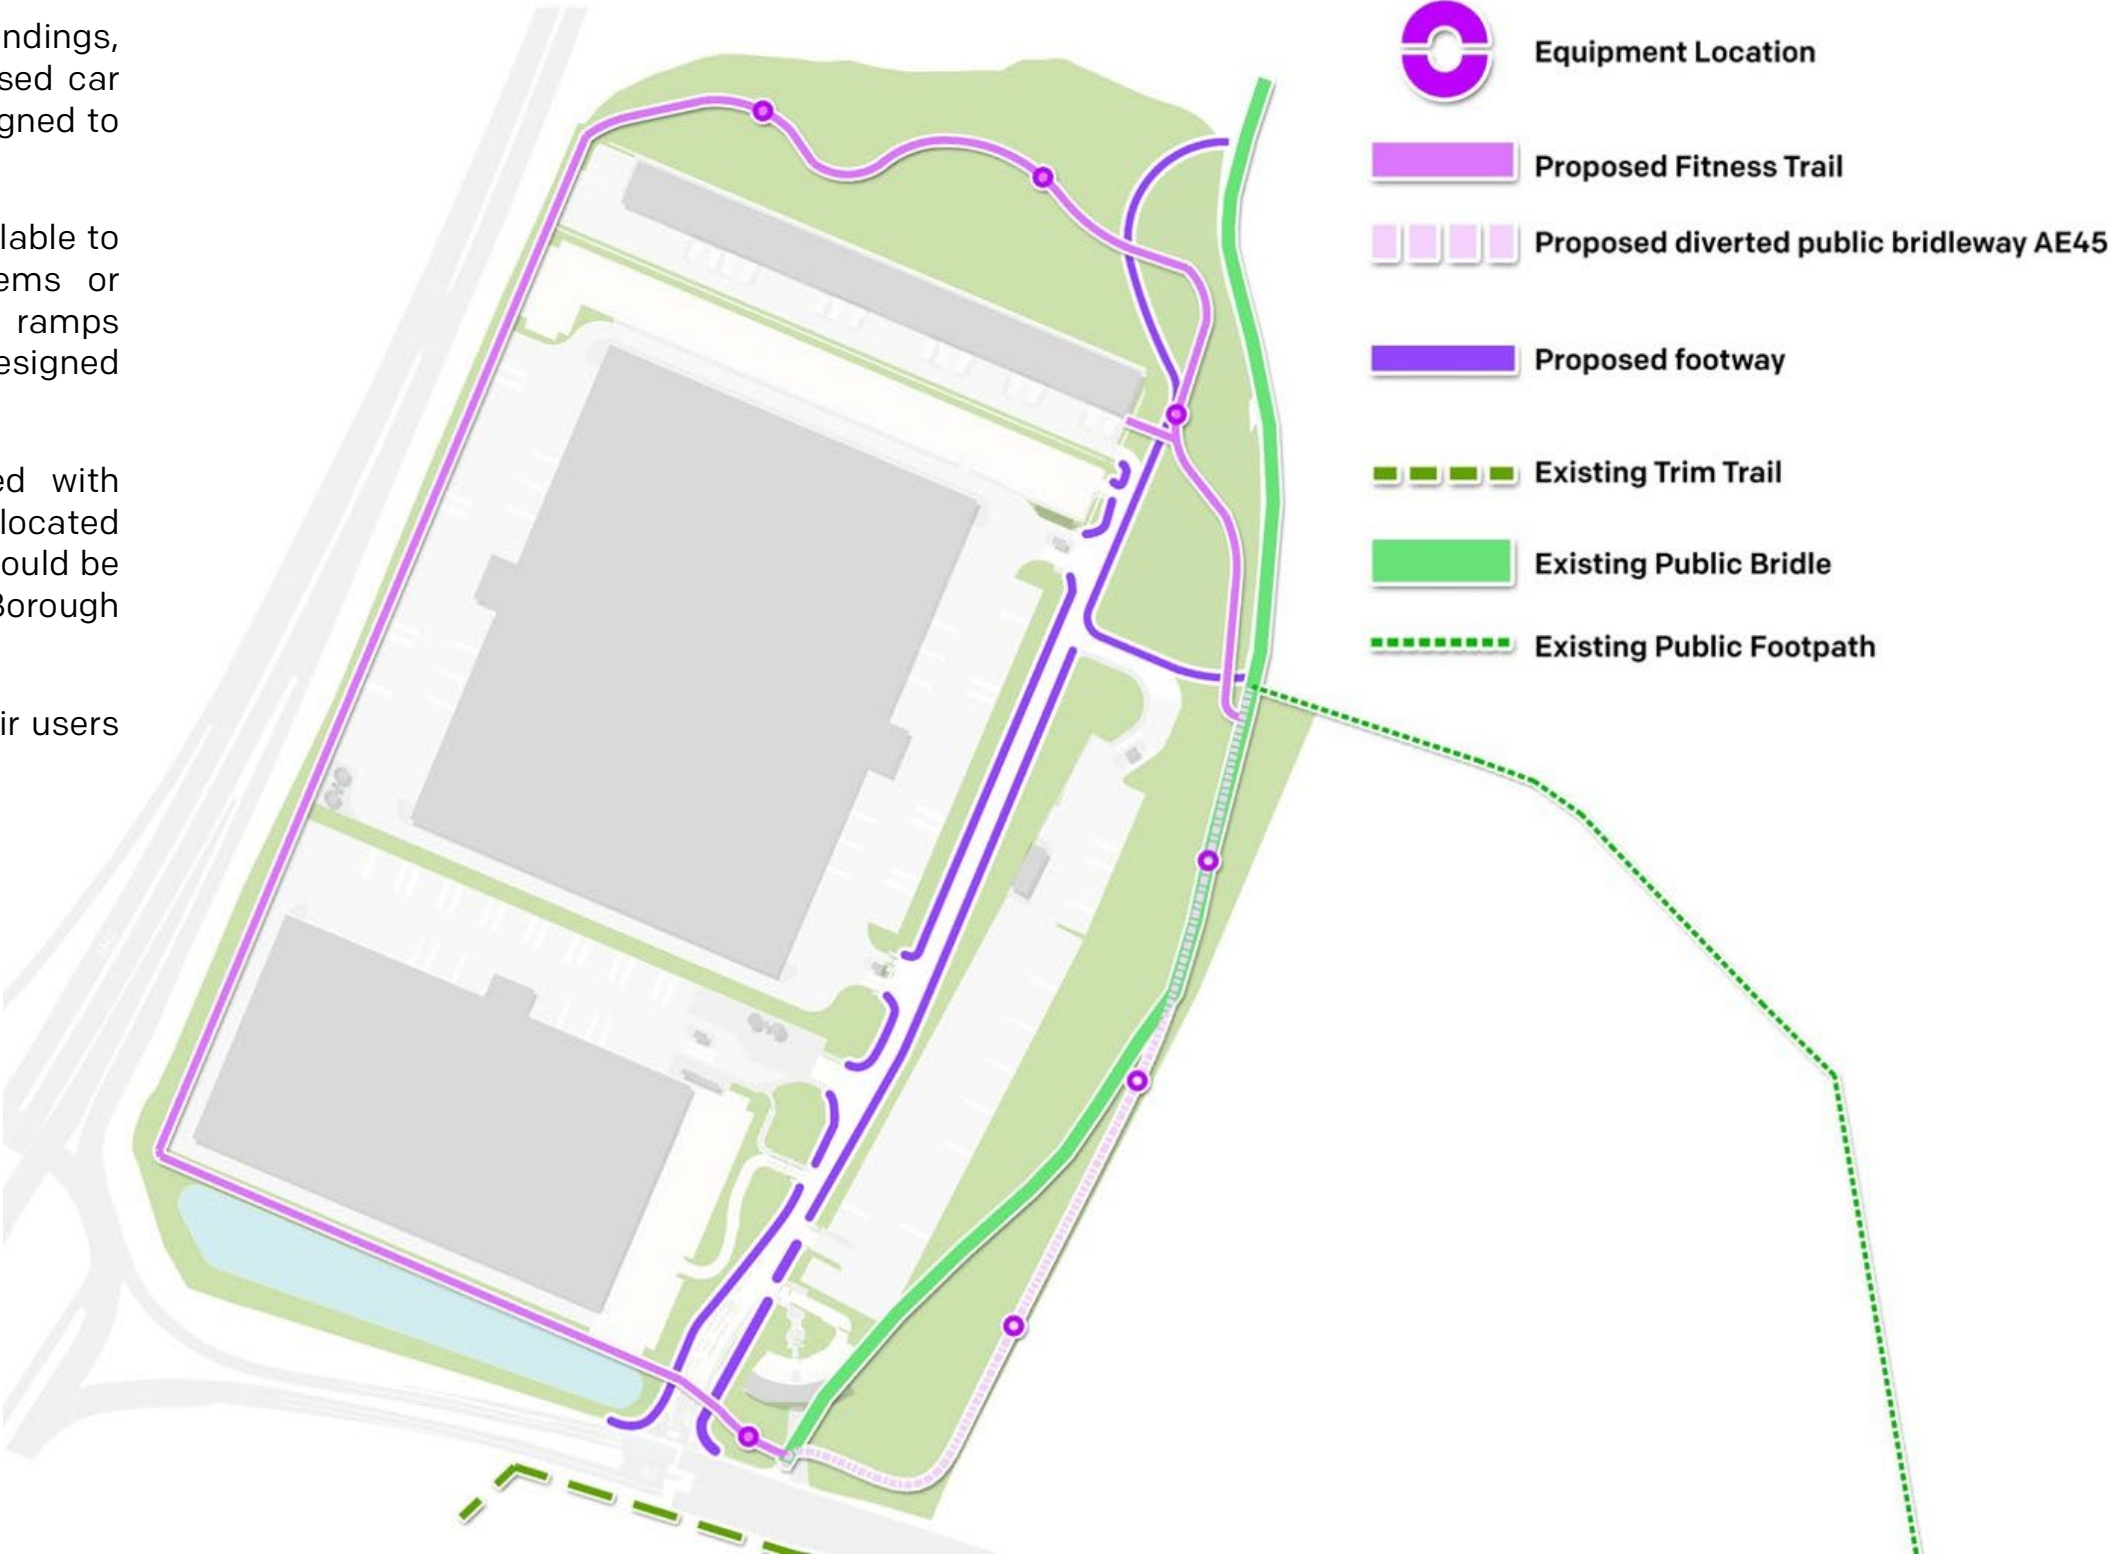 ndings,
sed car
gned to
lable to
ems or
ramps
esigned
ed with
located
ould be
Borough
ir users
Equipment Location
Proposed Fitness Trail
Proposed diverted public bridleway AE45
Proposed footway
Existing Trim Trail
Existing Public Bridle
Existing Public Footpath